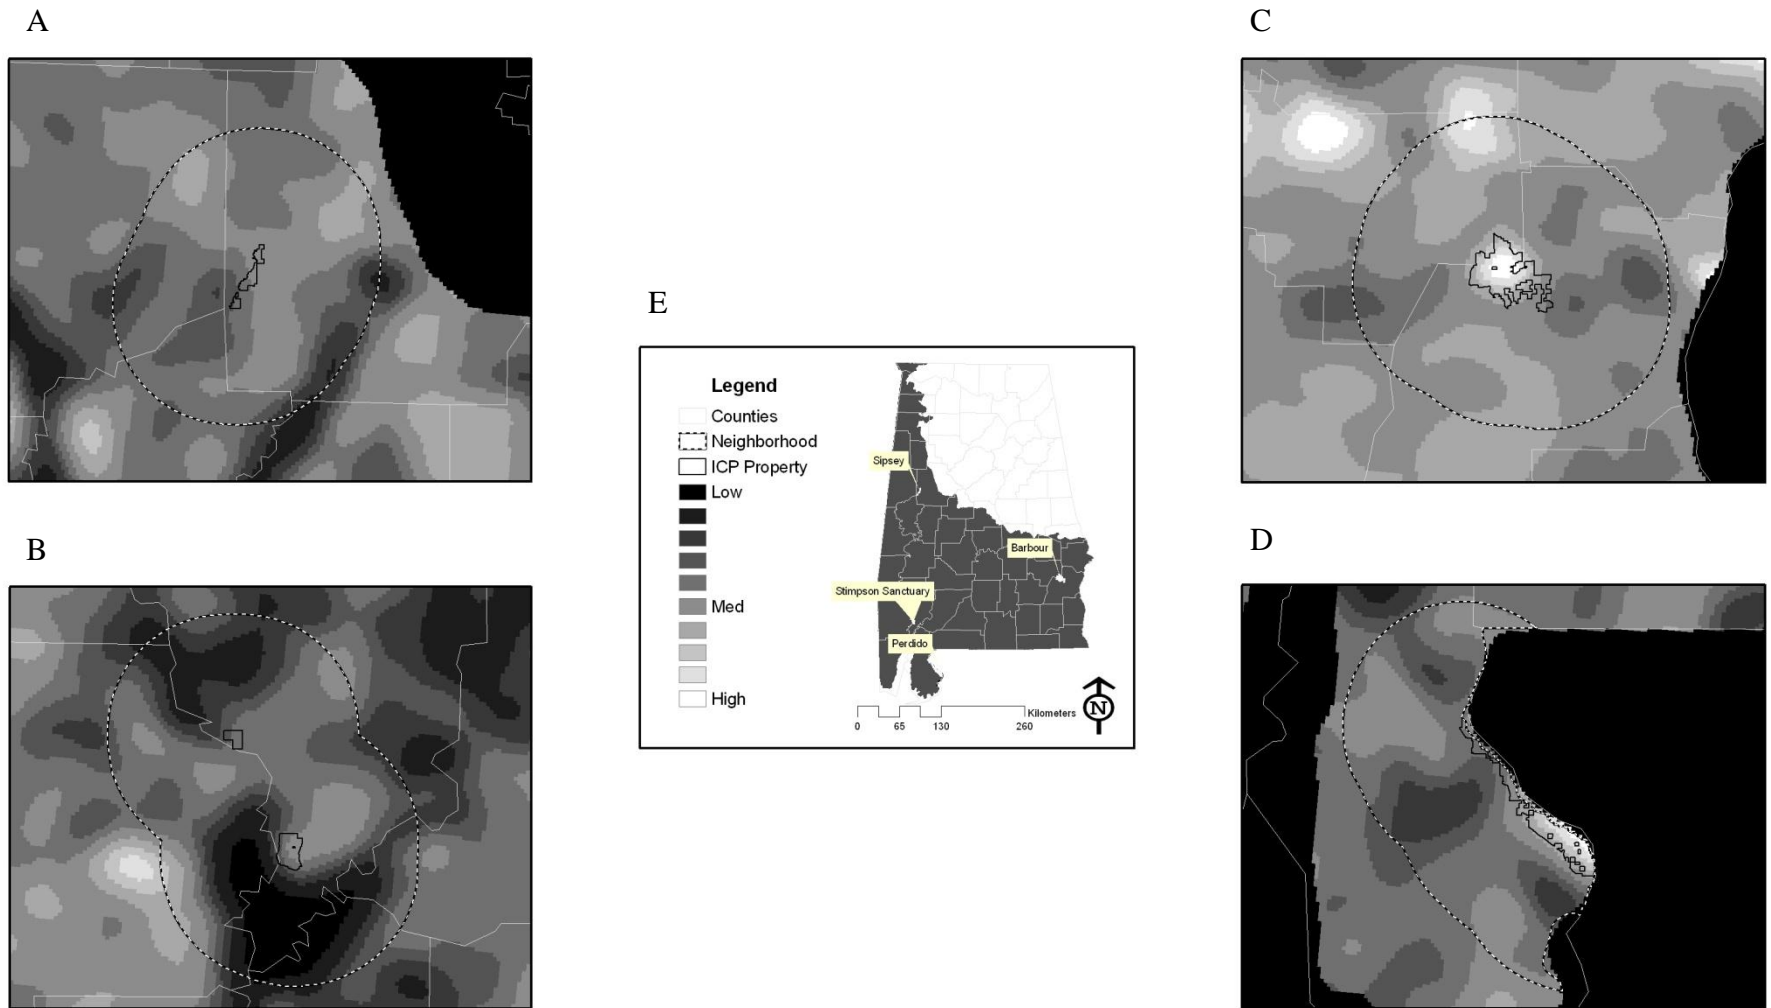 A
C
E
B
D
Legend
Counties
Neighborhood
ICP Property
Low
Med
High
Sipsey
Barbour
Stimpson Sanctuary
Perdido
Kilometers
0 65 130 260
N